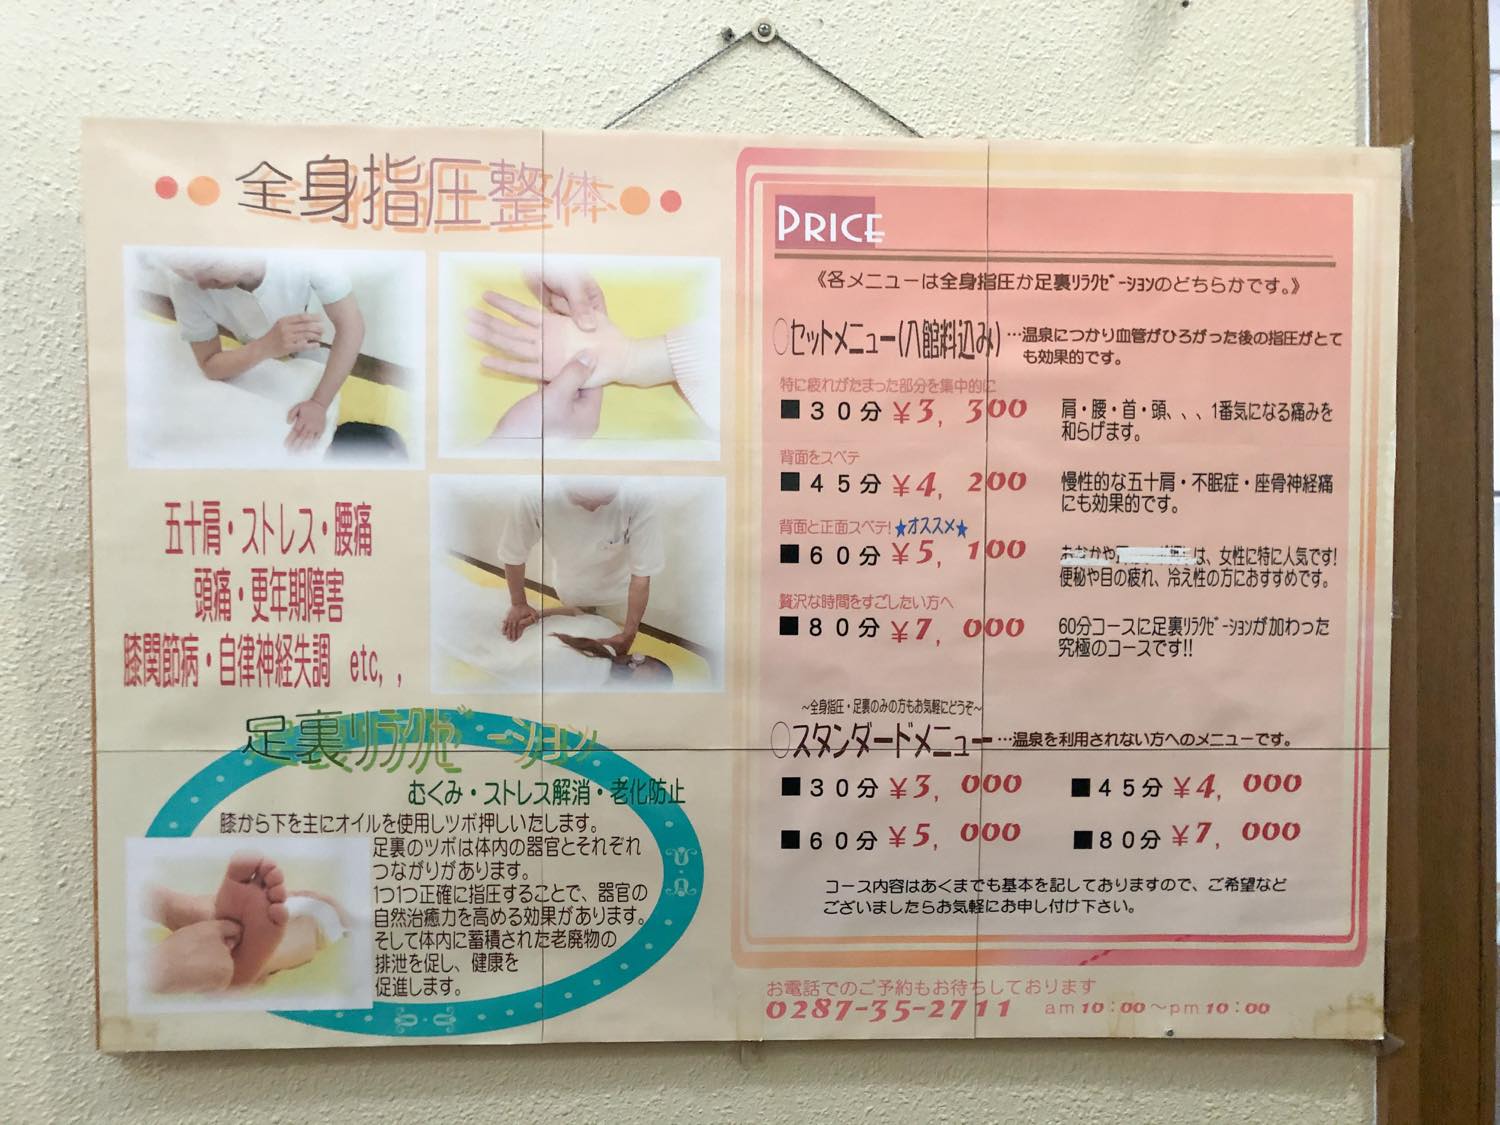 全身指圧整体
五十肩・ストレス・腰痛
頭痛・更年期障害
膝関節病・自律神経失調 etc, ,
足裏ﾘﾗｸｾﾞｰｼｮﾝ
むくみ・ストレス解消・老化防止
膝から下を主にオイルを使用しツボ押しいたします。
足裏のツボは体内の器官とそれぞれ
つながりがあります。
1つ1つ正確に指圧することで、器官の
自然治癒力を高める効果があります。
そして体内に蓄積された老廃物の
排泄を促し、健康を
促進します。
PRICE
《各メニューは全身指圧か足裏ﾘﾗｸｾﾞｰｼｮﾝのどちらかです。》
○セットメニュー(入館料込み)…温泉につかり血管がひろがった後の指圧がとて
も効果的です。
特に疲れがたまった部分を集中的に
■30分 ¥3, 300 肩・腰・首・頭、、、1番気になる痛みを
和らげます。
背面をスベテ
■45分 ¥4, 200 慢性的な五十肩・不眠症・座骨神経痛
にも効果的です。
背面と正面スベテ!★オススメ★
■60分 ¥5, 100 おなかや は、女性に特に人気です!
便秘や目の疲れ、冷え性の方におすすめです。
贅沢な時間をすごしたい方へ
■80分 ¥7, 000 60分コースに足裏ﾘﾗｸｾﾞｰｼｮﾝが加わった
究極のコースです!!
~全身指圧・足裏のみの方もお気軽にどうぞ~
○スタンダードメニュー…温泉を利用されない方へのメニューです。
■30分 ¥3, 000 ■45分 ¥4, 000
■60分 ¥5, 000 ■80分 ¥7, 000
コース内容はあくまでも基本を記しておりますので、ご希望など
ございましたらお気軽にお申し付け下さい。
お電話でのご予約もお待ちしております
0287-35-2711 am10:00~pm10:00